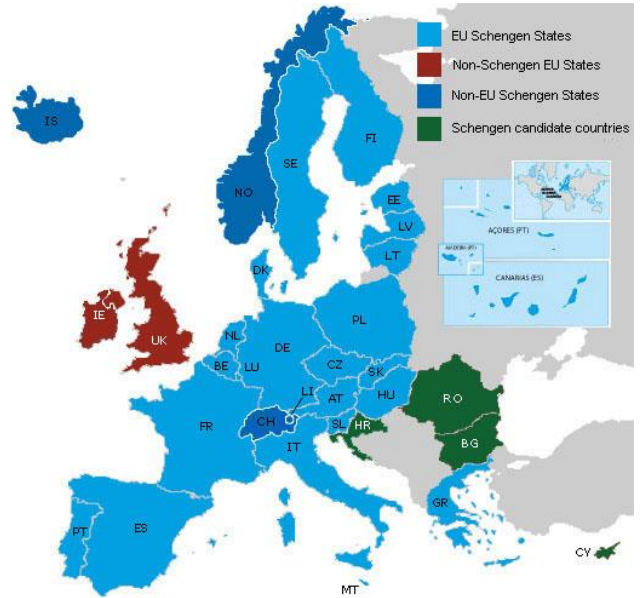 EU Schengen States
Non-Schengen EU States
Non-EU Schengen States
Schengen candidate countries
IS
FI
SE
NO
EE
LV
LT
AÇORES (PT)
MADEIRA (PT)
CANARIAS (ES)
DK
IE
UK
NL
PL
DE
BE
LU
CZ
SK
LI
AT
HU
RO
FR
CH
SL
HR
IT
BG
PT
ES
GR
CY
MT